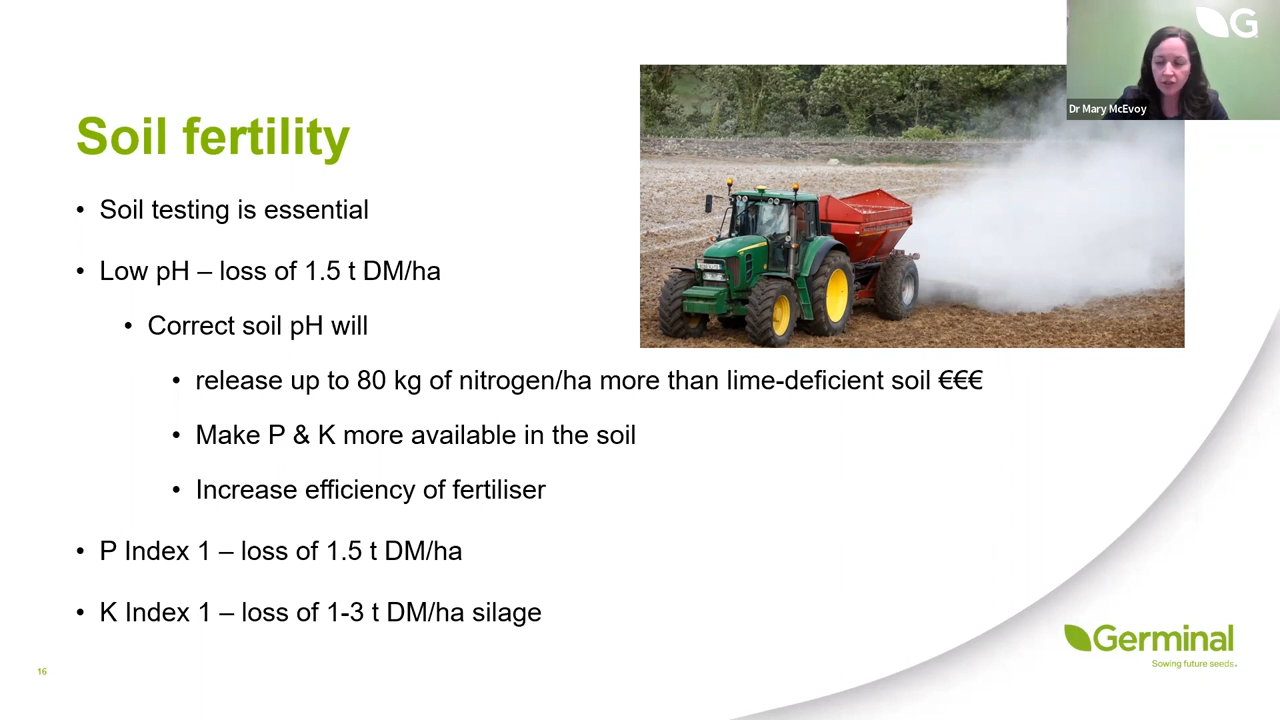 G
Dr Mary McEvoy
Soil fertility
• Soil testing is essential
• Low pH – loss of 1.5 t DM/ha
• Correct soil pH will
• release up to 80 kg of nitrogen/ha more than lime-deficient soil €€€
• Make P & K more available in the soil
• Increase efficiency of fertiliser
• P Index 1 – loss of 1.5 t DM/ha
• K Index 1 – loss of 1-3 t DM/ha silage
16
Germinal
Sowing future seeds.